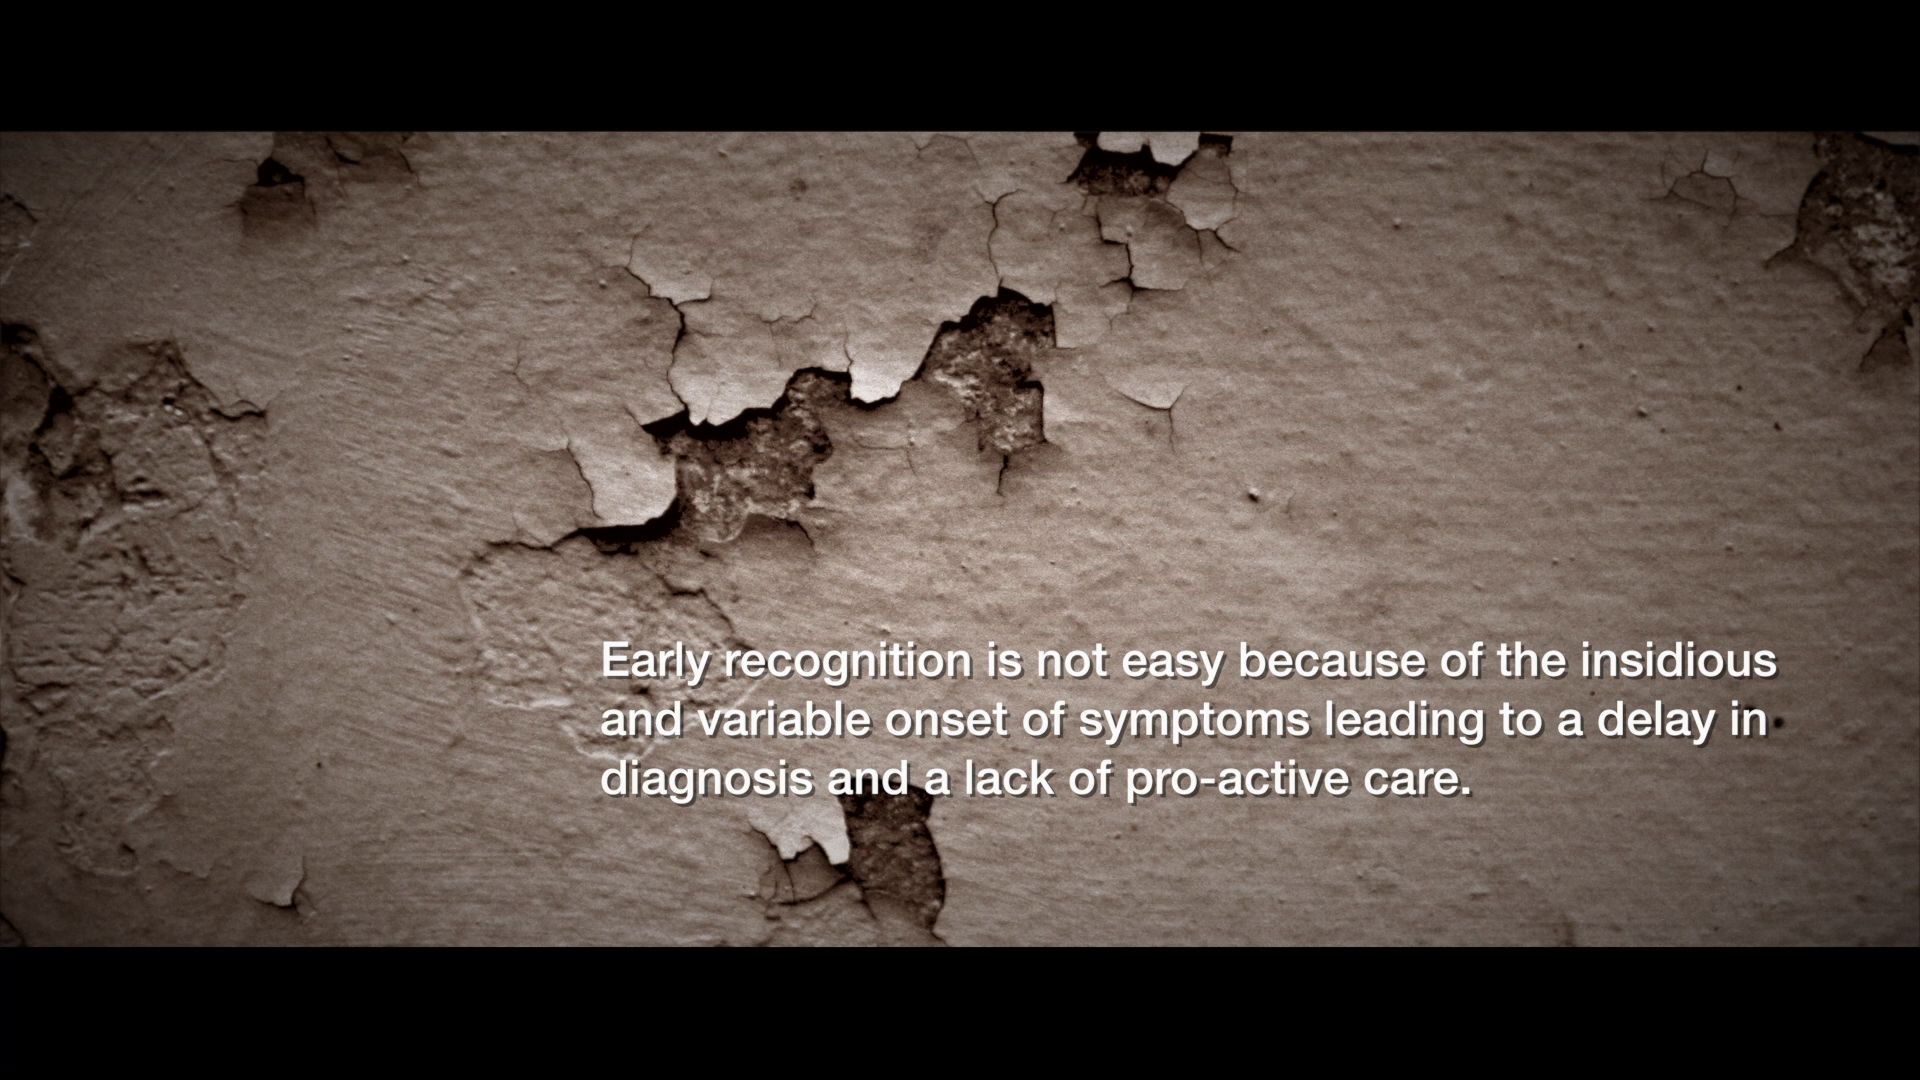 Early recognition is not easy because of the insidious
and variable onset of symptoms leading to a delay in
diagnosis and a lack of pro-active care.